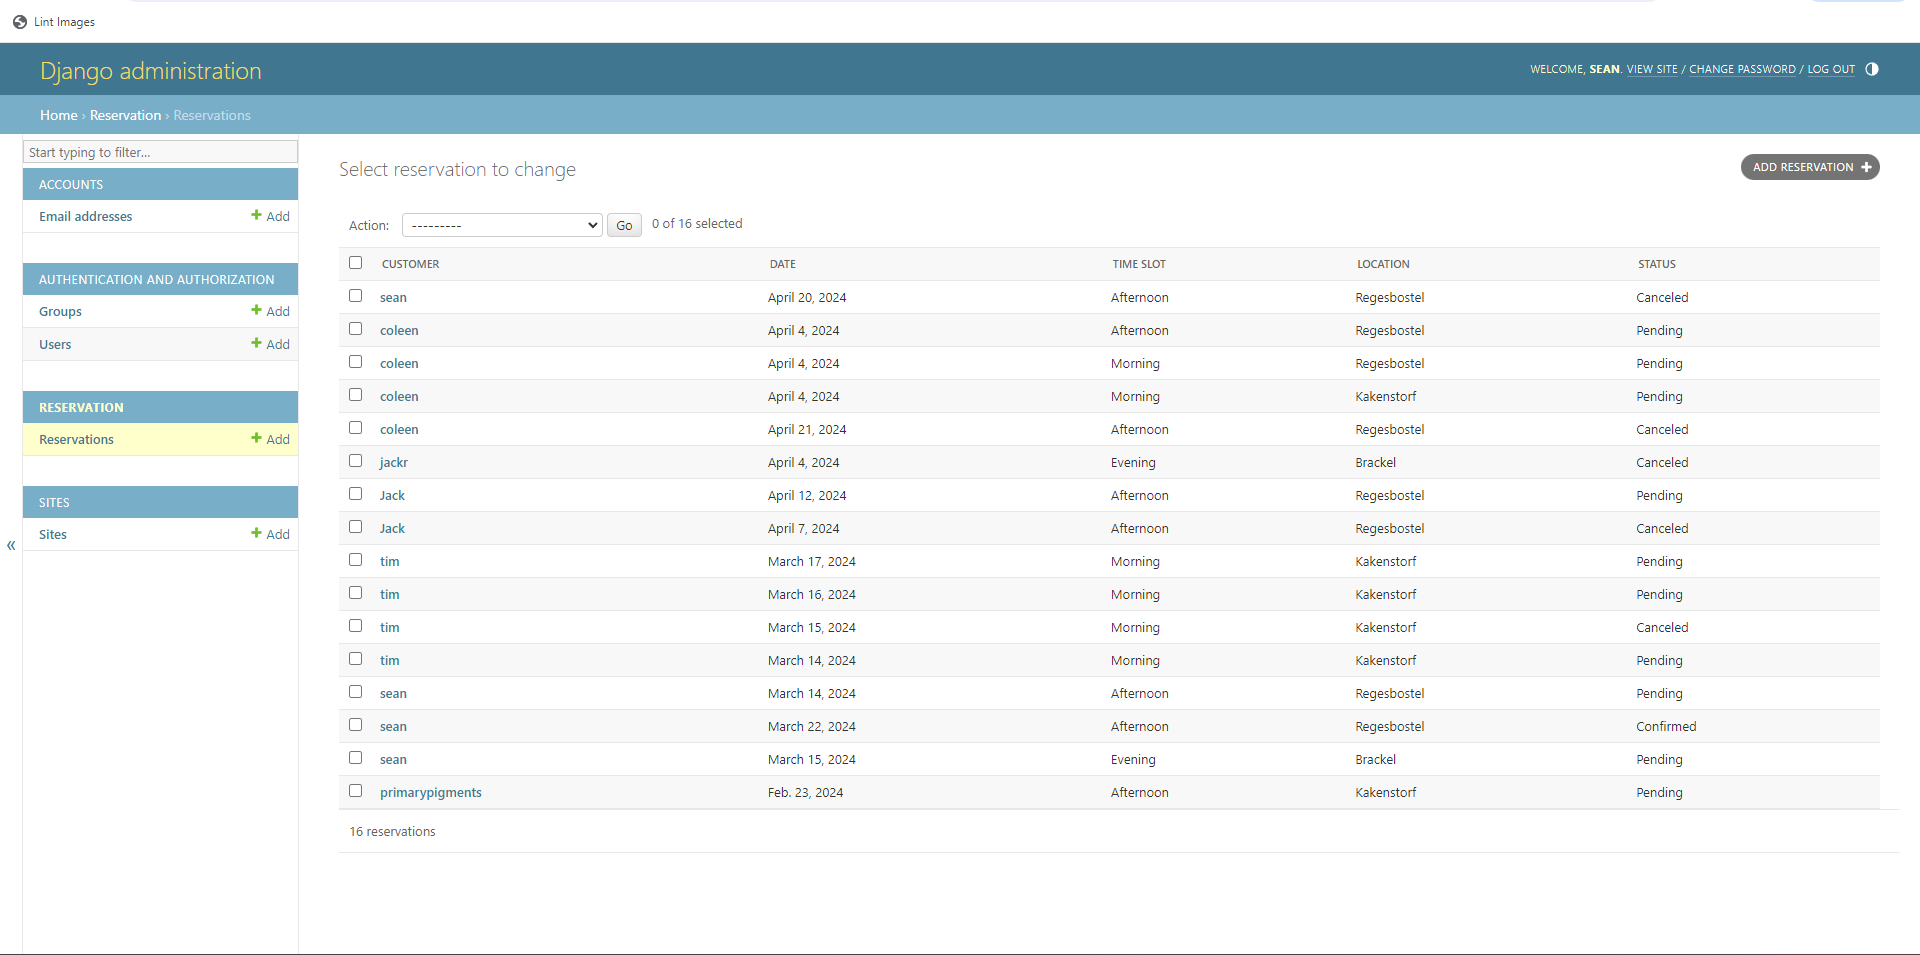 Lint Images
Django administration
WELCOME, SEAN. VIEW SITE / CHANGE PASSWORD / LOG OUT
Home › Reservation › Reservations
Start typing to filter...
ACCOUNTS
Email addresses + Add
AUTHENTICATION AND AUTHORIZATION
Groups + Add
Users + Add
RESERVATION
Reservations + Add
SITES
Sites + Add
«
Select reservation to change
ADD RESERVATION +
Action: --------- Go 0 of 16 selected
CUSTOMER DATE TIME SLOT LOCATION STATUS
sean April 20, 2024 Afternoon Regesbostel Canceled
coleen April 4, 2024 Afternoon Regesbostel Pending
coleen April 4, 2024 Morning Regesbostel Pending
coleen April 4, 2024 Morning Kakenstorf Pending
coleen April 21, 2024 Afternoon Regesbostel Canceled
jackr April 4, 2024 Evening Brackel Canceled
Jack April 12, 2024 Afternoon Regesbostel Pending
Jack April 7, 2024 Afternoon Regesbostel Canceled
tim March 17, 2024 Morning Kakenstorf Pending
tim March 16, 2024 Morning Kakenstorf Pending
tim March 15, 2024 Morning Kakenstorf Canceled
tim March 14, 2024 Morning Kakenstorf Pending
sean March 14, 2024 Afternoon Regesbostel Pending
sean March 22, 2024 Afternoon Regesbostel Confirmed
sean March 15, 2024 Evening Brackel Pending
primarypigments Feb. 23, 2024 Afternoon Kakenstorf Pending
16 reservations